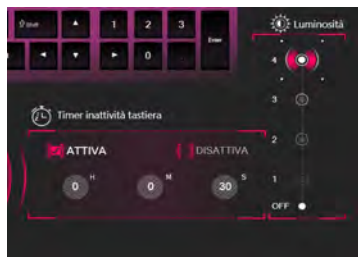 Shift 1 2 3 Enter
0
Luminosità
4
3
2
1
OFF
Timer inattività tastiera
ATTIVA DISATTIVA
0 H 0 M 30 S